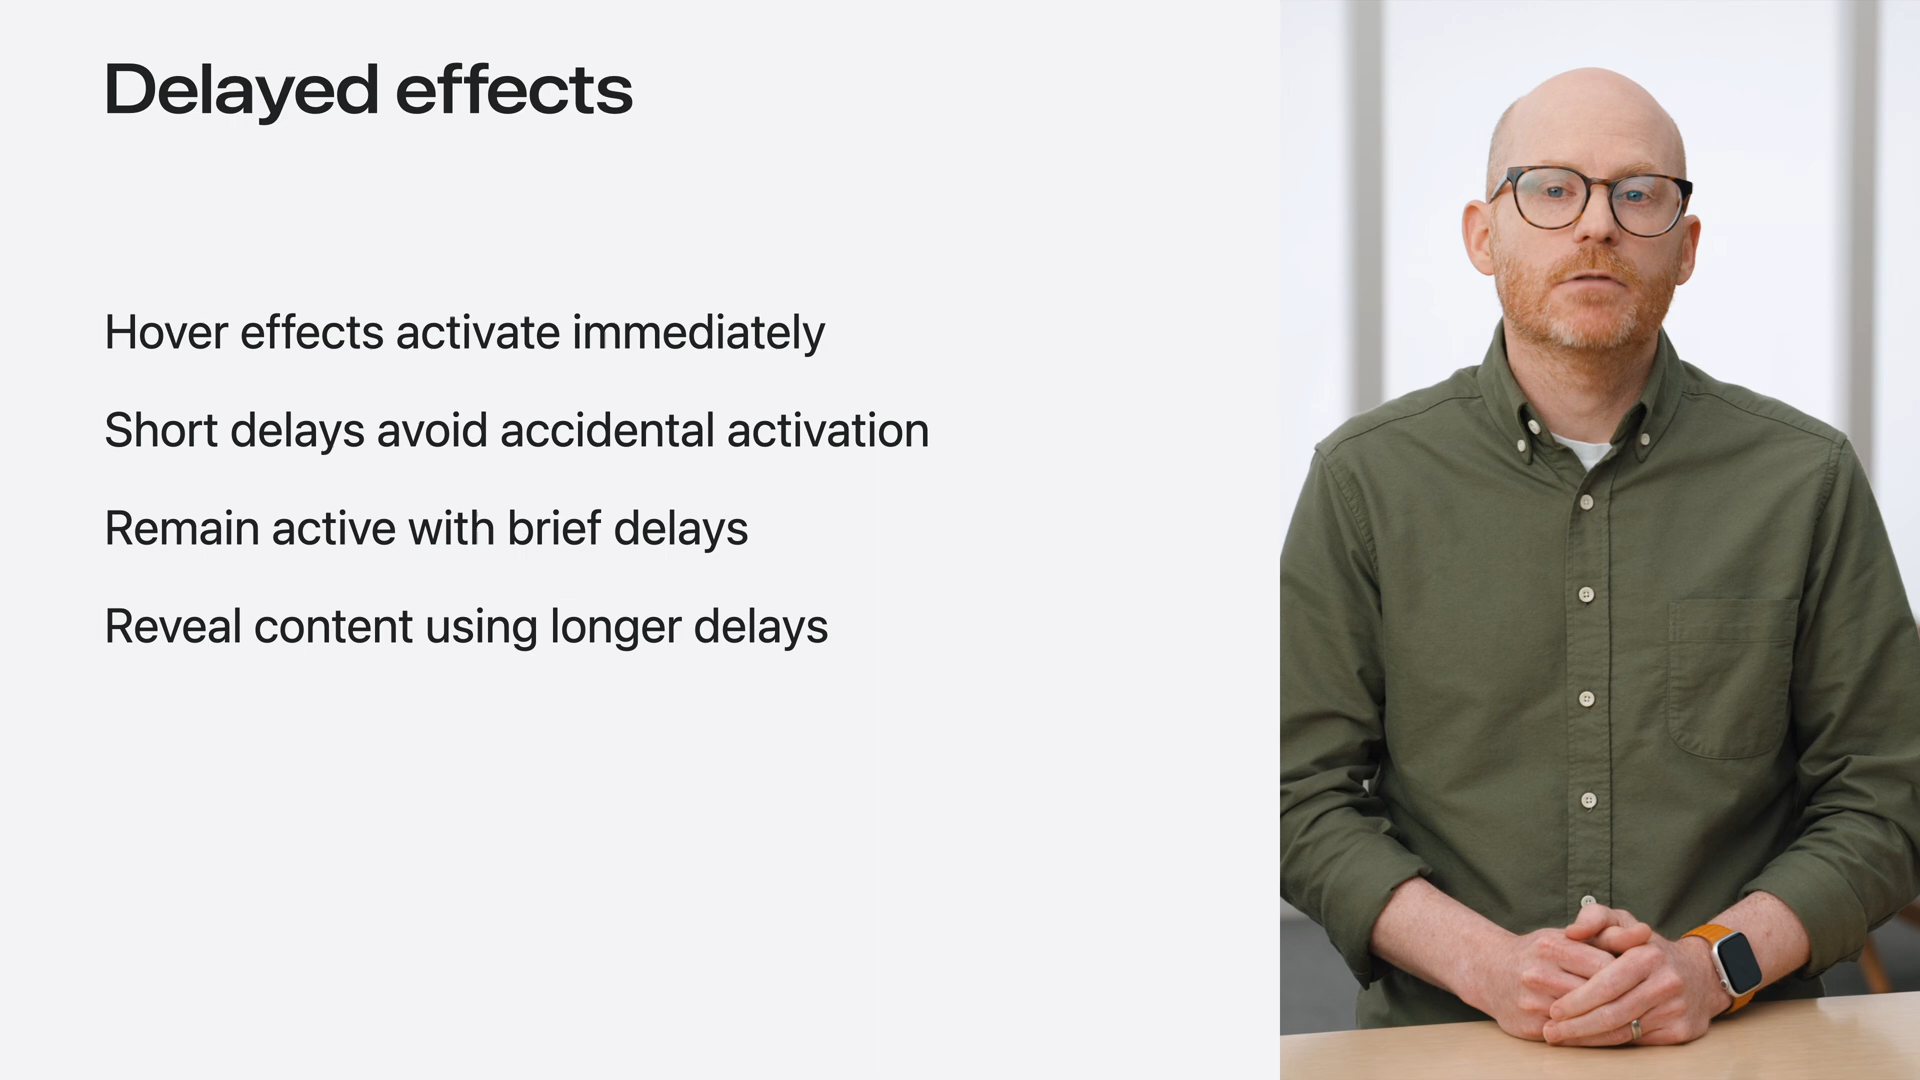 Delayed effects
Hover effects activate immediately
Short delays avoid accidental activation
Remain active with brief delays
Reveal content using longer delays